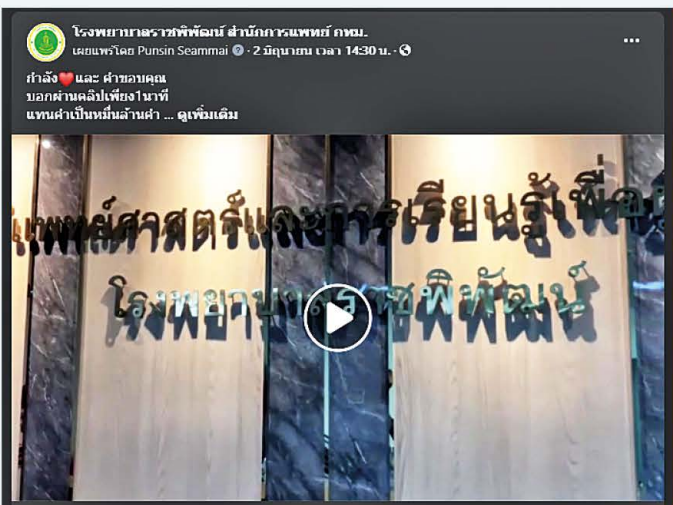 โรงพยาบาลราชพิพัฒน์ สำนักการแพทย์ กทม.
เผยแพร่โดย Punsin Seammai · 2 มิถุนายน เวลา 14:30 น. ·
กำลัง❤️และ คำขอบคุณ
บอกผ่านคลิปเพียง1นาที
แทนคำเป็นหมื่นล้านคำ ... ดูเพิ่มเติม
แพทย์ศาสตร์และการเรียนรู้เพื่อ
โรงพยาบาลราชพิพัฒน์